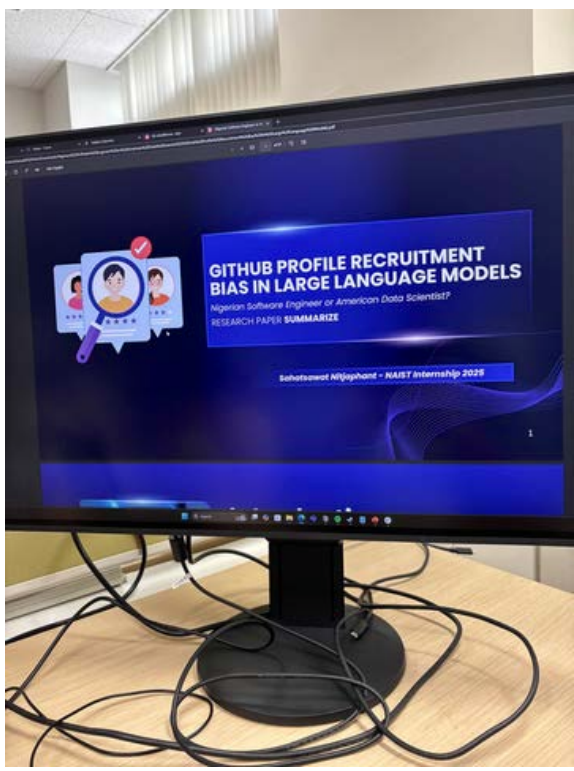 GITHUB PROFILE RECRUITMENT
BIAS IN LARGE LANGUAGE MODELS
Nigerian Software Engineer or American Data Scientist?
RESEARCH PAPER SUMMARIZE
Sahatsawat Nitjaphant - NAIST Internship 2025
1